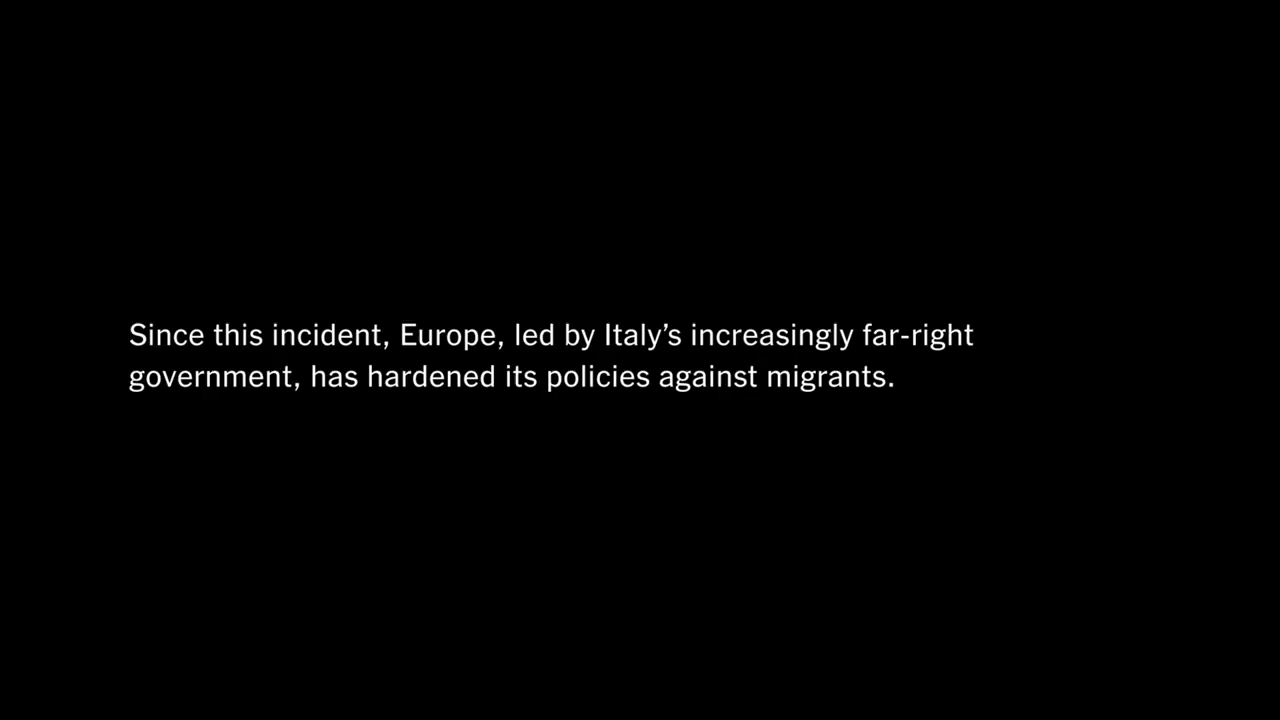 Since this incident, Europe, led by Italy’s increasingly far-right
government, has hardened its policies against migrants.